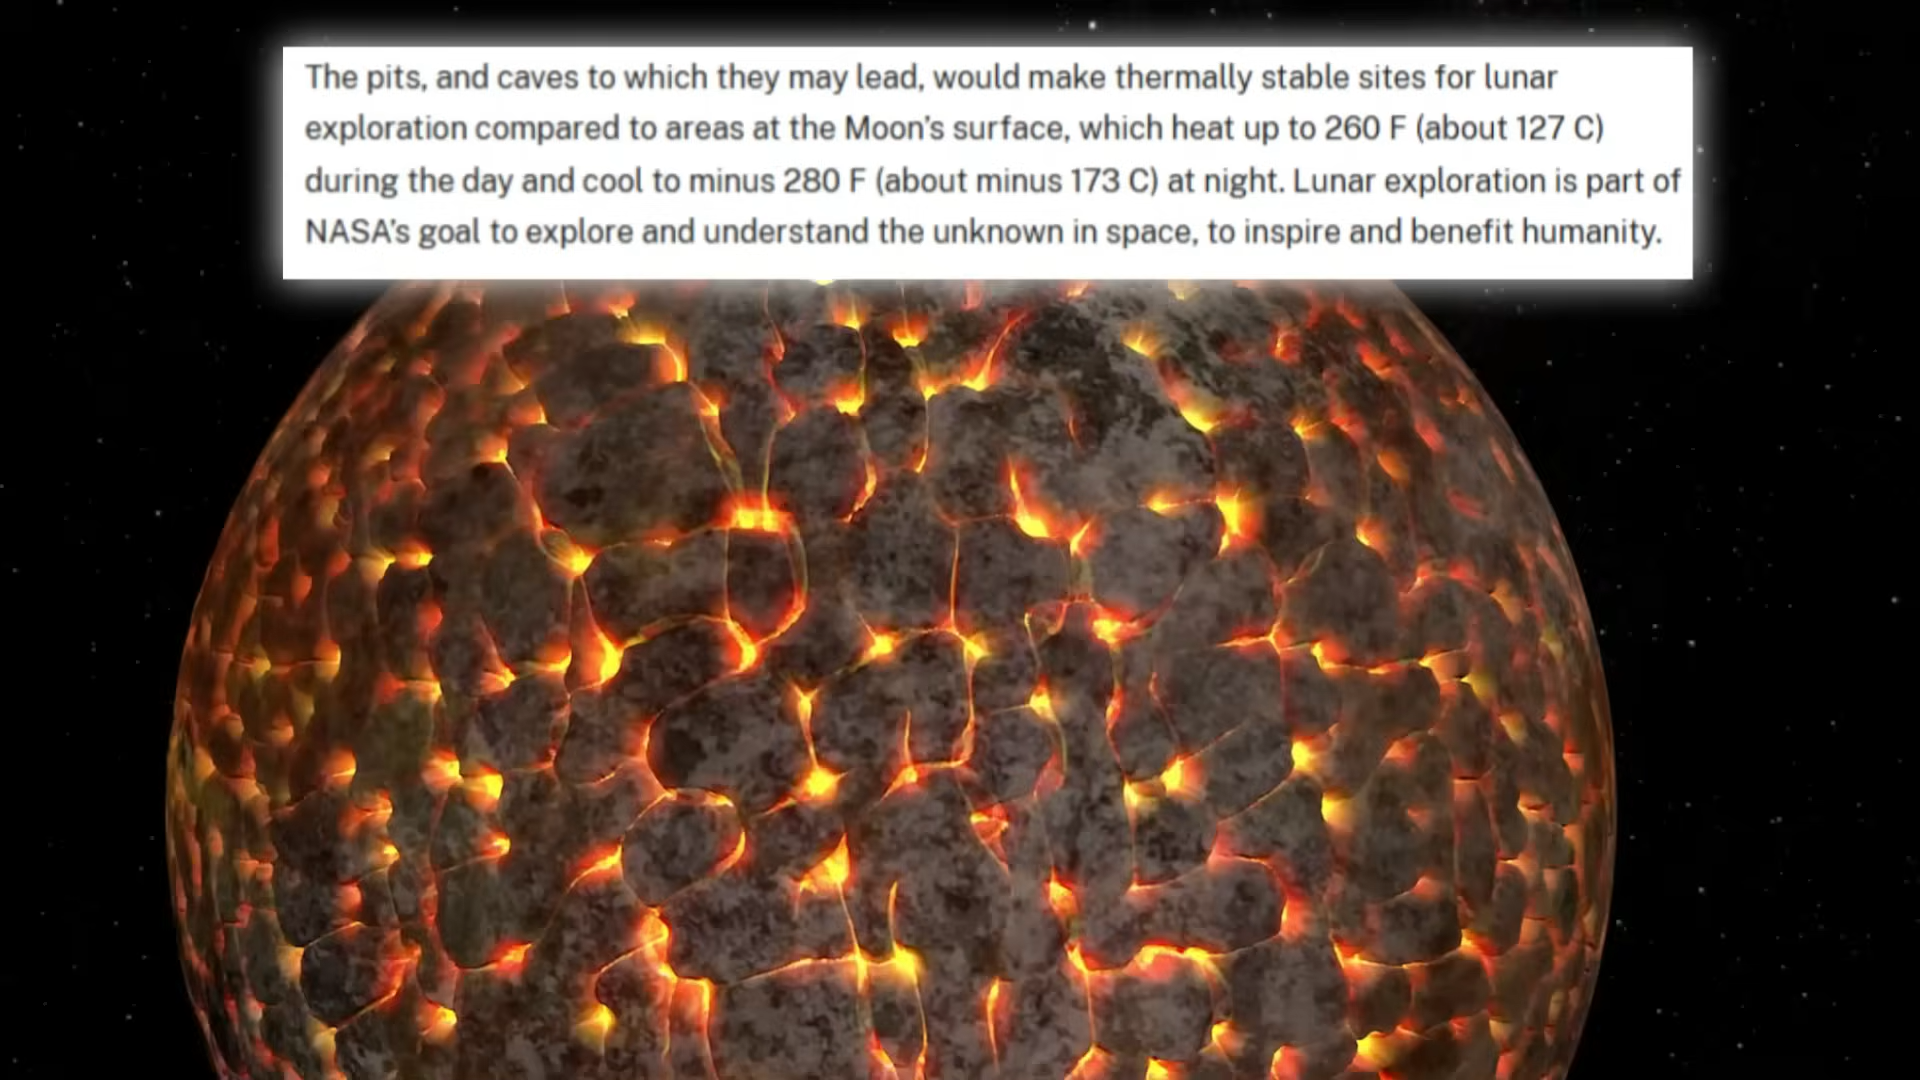 The pits, and caves to which they may lead, would make thermally stable sites for lunar
exploration compared to areas at the Moon's surface, which heat up to 260 F (about 127 C)
during the day and cool to minus 280 F (about minus 173 C) at night. Lunar exploration is part of
NASA's goal to explore and understand the unknown in space, to inspire and benefit humanity.